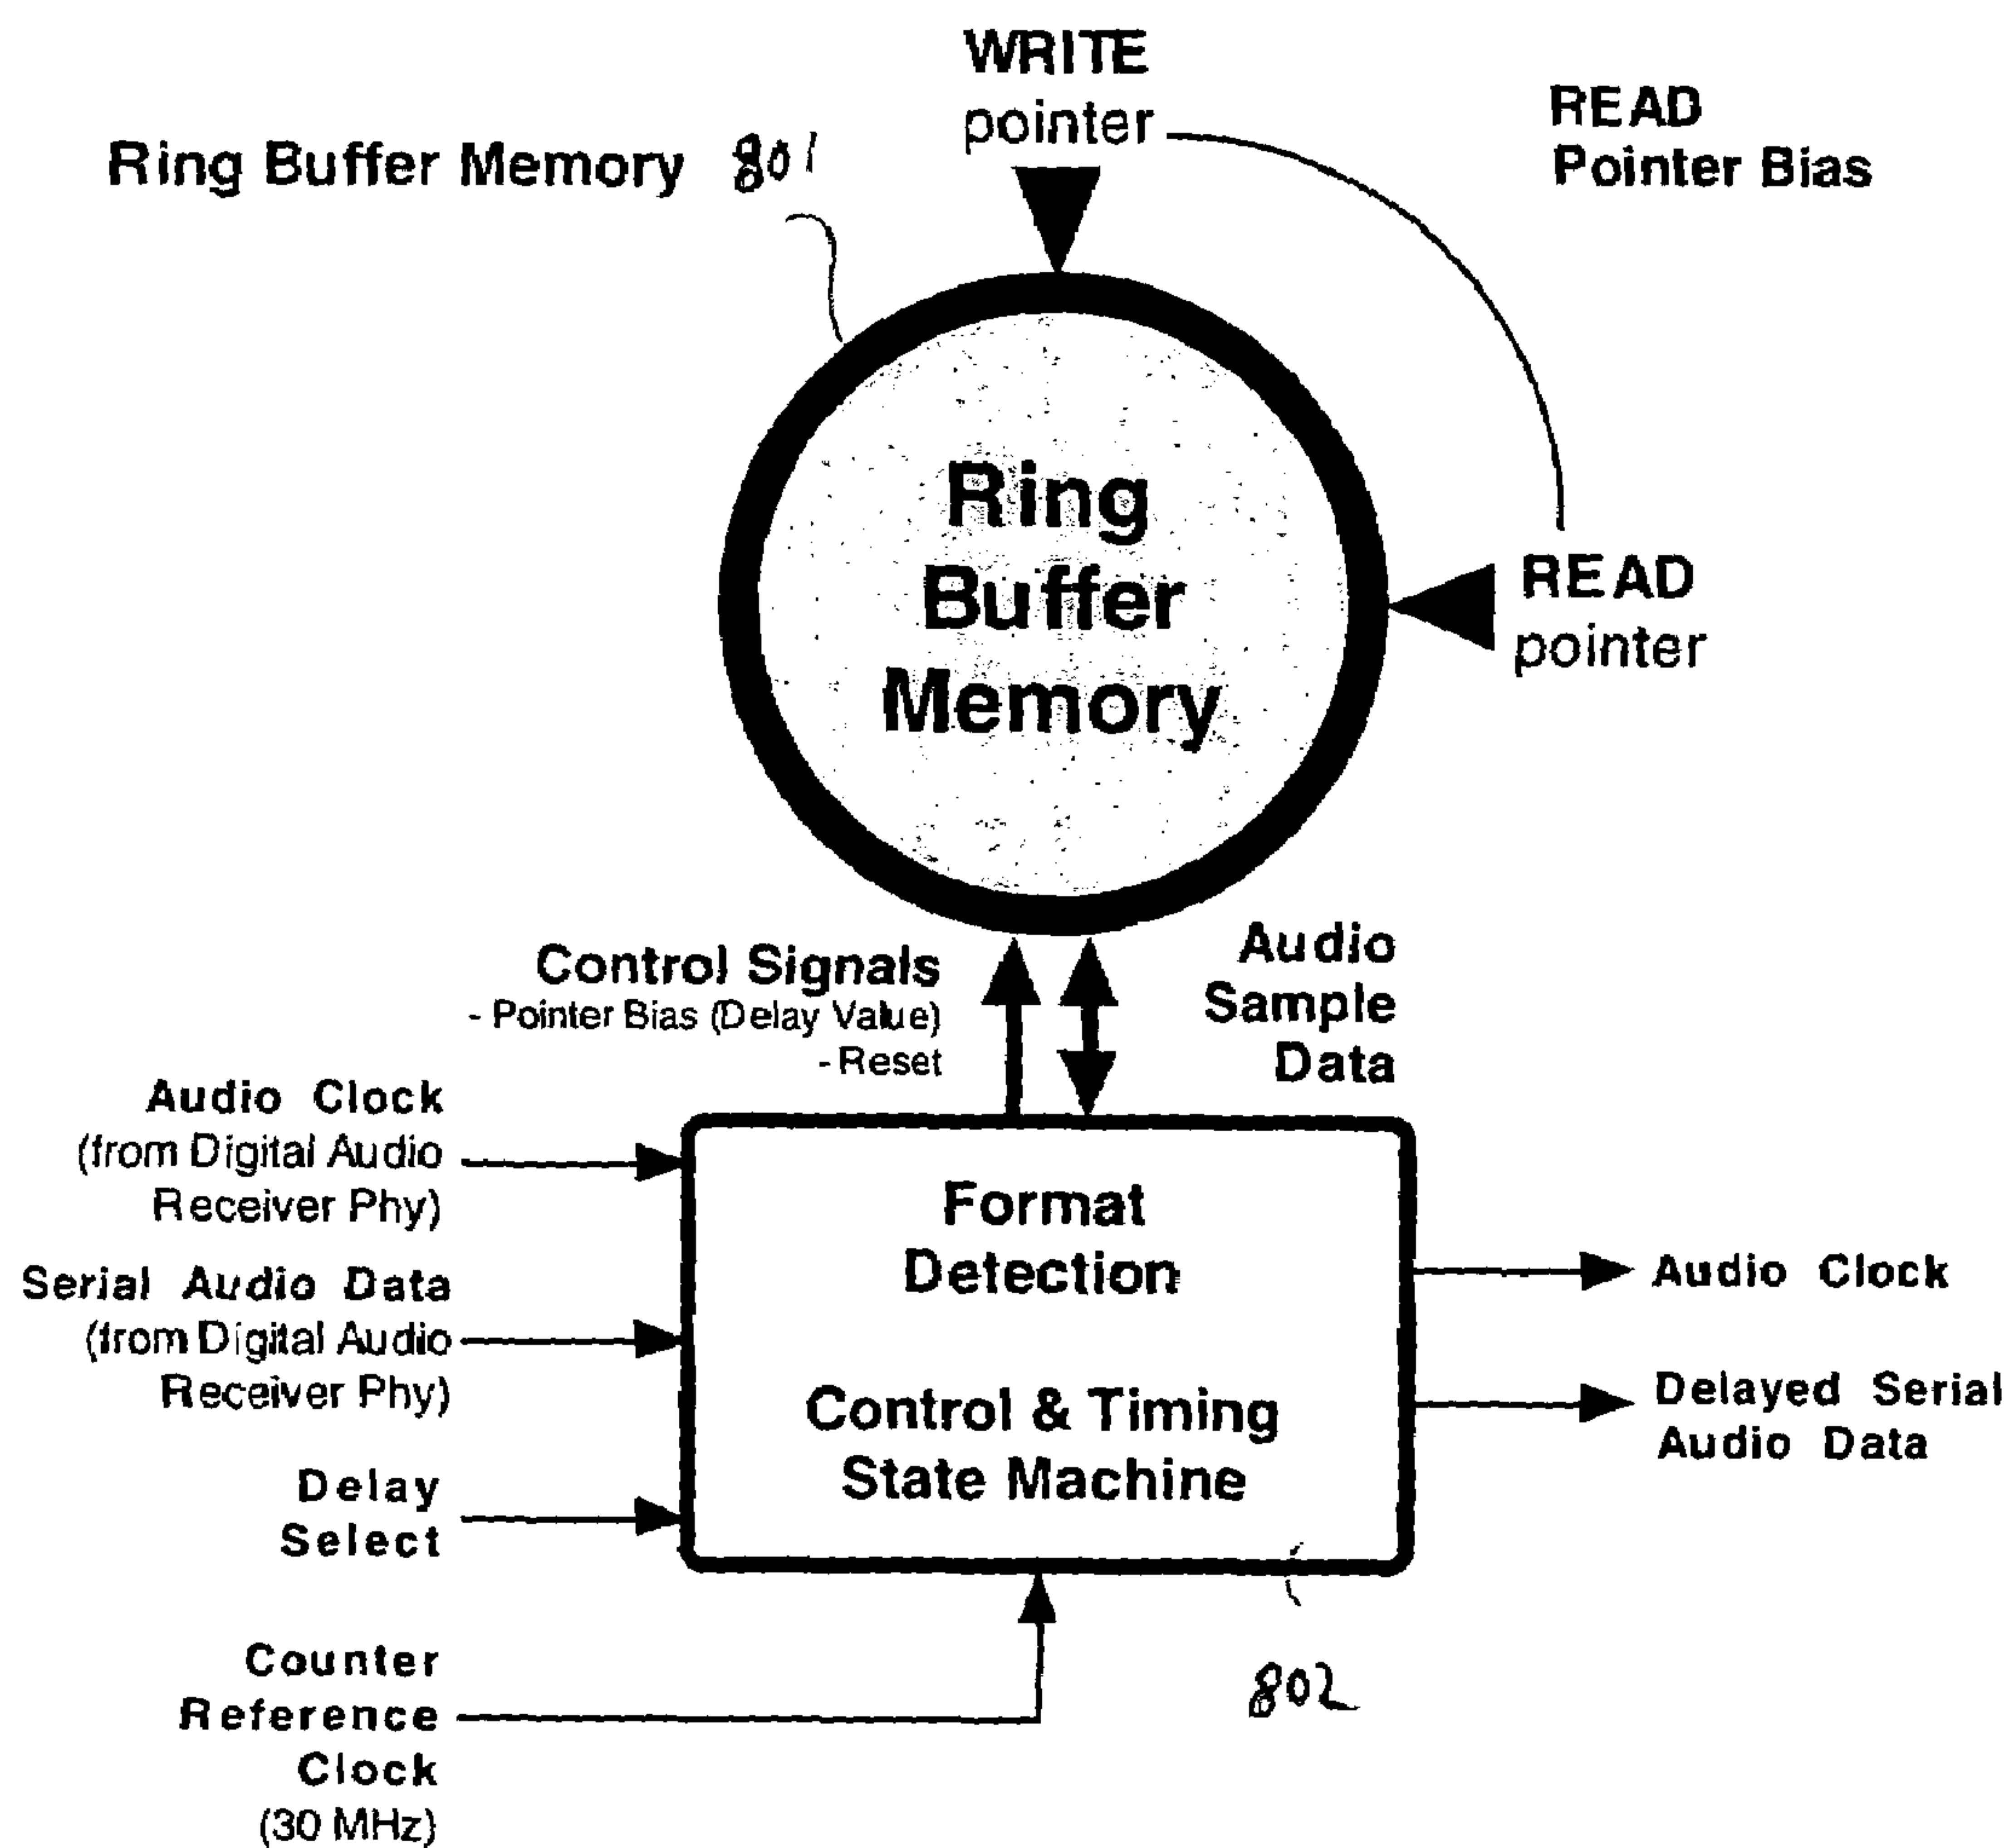 WRITE
pointer
READ
Pointer Bias
Ring Buffer Memory 801
Ring
Buffer
Memory
READ
pointer
Control Signals
- Pointer Bias (Delay Value)
- Reset
Audio
Sample
Data
Audio Clock
(from Digital Audio
Receiver Phy)
Serial Audio Data
(from Digital Audio
Receiver Phy)
Delay
Select
Counter
Reference
Clock
(30 MHz)
Format
Detection
Control & Timing
State Machine
Audio Clock
Delayed Serial
Audio Data
802